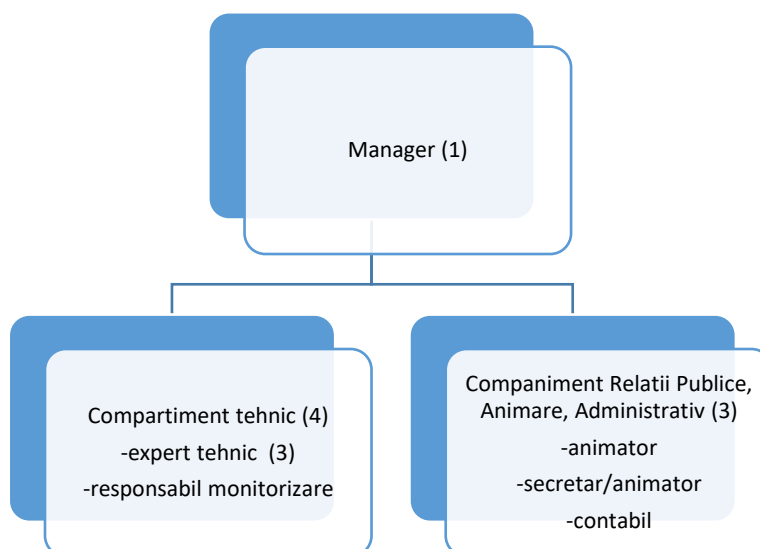 Manager (1)
Compartiment tehnic (4)
-expert tehnic (3)
-responsabil monitorizare
Companiment Relatii Publice,
Animare, Administrativ (3)
-animator
-secretar/animator
-contabil